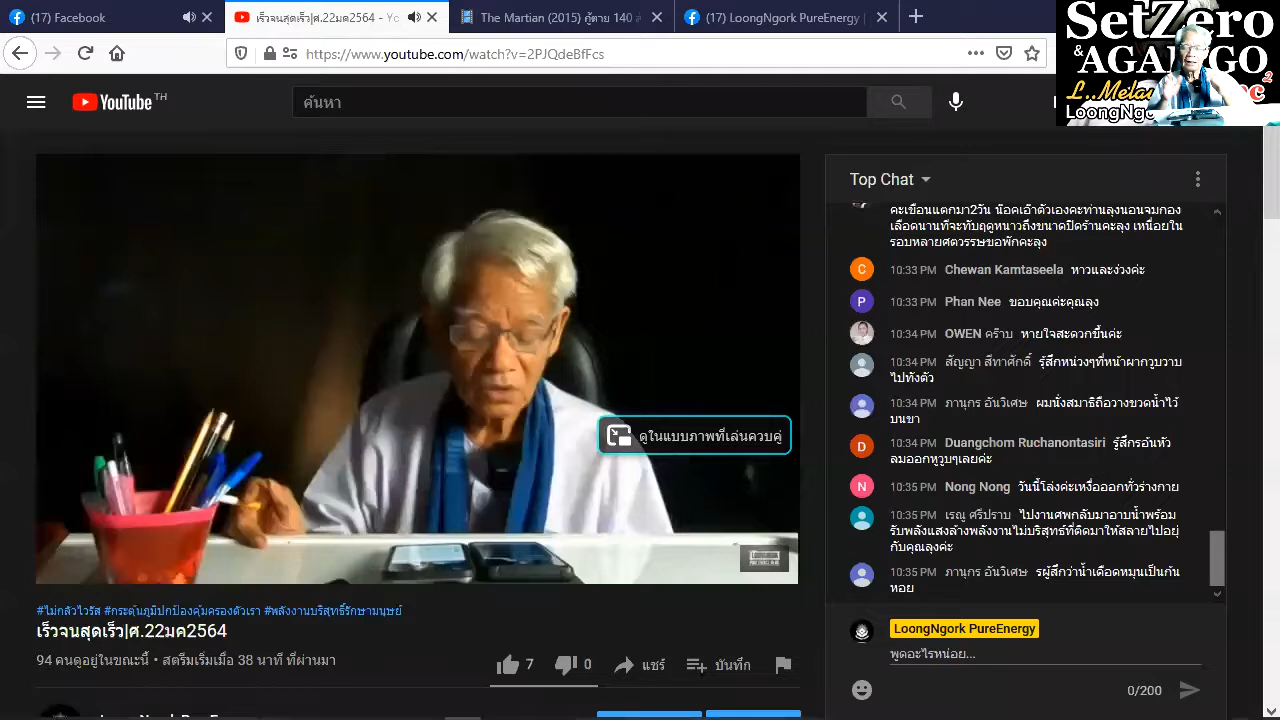 (17) Facebook
เร็วจนสุดเร็ว|ศ.22มค2564 - Yo
The Martian (2015) กู้ตาย 140 ล้
(17) LoongNgork PureEnergy |
https://www.youtube.com/watch?v=2PJQdeBfFcs
SetZero
&
LoongNgo
YouTube TH
ค้นหา
Top Chat
คะเขื่อนแตกมา2วัน น๊อคเอ้าตัวเองคะท่านลุงนอนจมกอง
เลือดนานที่จะทับฤดูหนาวถึงขนาดปิดร้านค่ะลุง เหนื่อยใน
รอบหลายศตวรรษขอพักคะลุง
10:33 PM Chewan Kamtaseela หาวและง่วงค่ะ
10:33 PM Phan Nee ขอบคุณค่ะคุณลุง
10:34 PM OWEN ครีาบ หายใจสะดวกขึ้นค่ะ
10:34 PM สัญญา สีทาศักดิ์ รู้สึกหน่วงๆที่หน้าผากวูบวาบ
ไปทั้งตัว
10:34 PM ภานุกร อันวิเศษ ผมนั่งสมาธิถือวางขวดน้ำไว้
บนขา
10:34 PM Duangchom Ruchanontasiri รู้สึกรอันทั่ว
ลมออกหูวูบๆเลยค่ะ
10:35 PM Nong Nong วันนี้โล่งค่ะเหงื่อออกทั่วร่างกาย
10:35 PM เรณู ศรีปราบ ไปงานศพกลับมาอาบน้ำพร้อม
รับพลังแสงล้างพลังงานไม่บริสุทธ์ที่ติดมาให้สลายไปอยุ่
กับคุณลุงค่ะ
10:35 PM ภานุกร อันวิเศษ รผู้สึกว่าน้ำเดือดหมุนเป็นก้น
หอย
ดูในแบบภาพที่เล่นควบคู่
#ไม่กลัวไวรัส #กระตุ้นภูมิปกป้องคุ้มครองตัวเรา #พลังงานบริสุทธิ์รักษามนุษย์
เร็วจนสุดเร็ว|ศ.22มค2564
94 คนดูอยู่ในขณะนี้ • สตรีมเริ่มเมื่อ 38 นาที ที่ผ่านมา
7 0 แชร์ บันทึก
LoongNgork PureEnergy
พูดอะไรหน่อย...
0/200